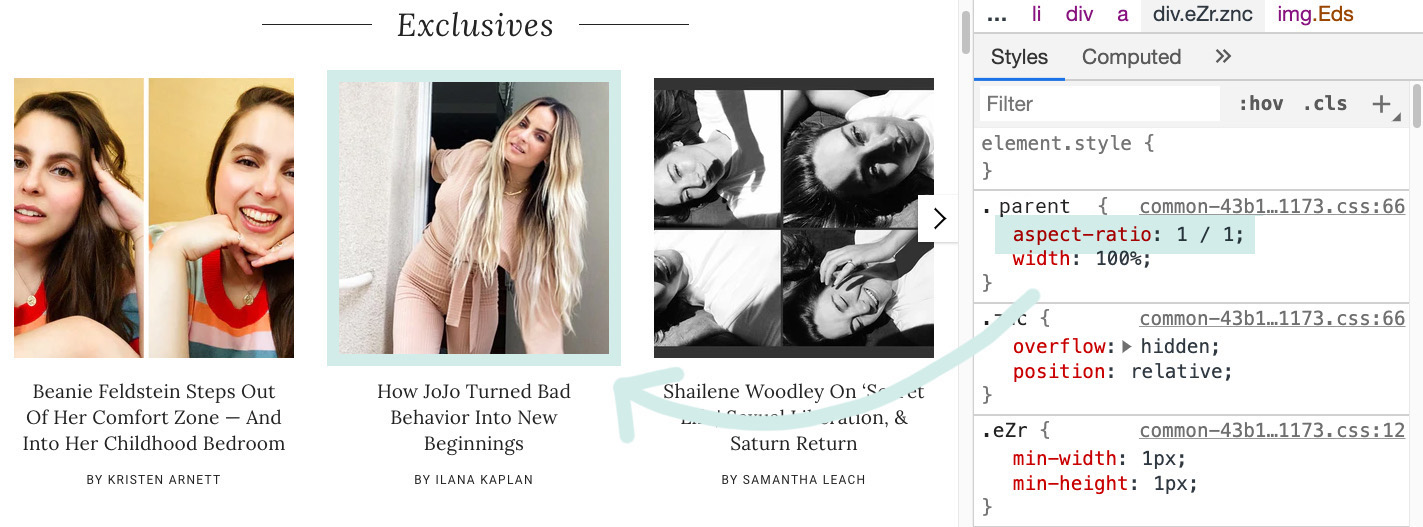 Exclusives
Beanie Feldstein Steps Out
Of Her Comfort Zone — And
Into Her Childhood Bedroom
BY KRISTEN ARNETT
How JoJo Turned Bad
Behavior Into New
Beginnings
BY ILANA KAPLAN
Shailene Woodley On ‘Secret
Sexual Liberation, &
Saturn Return
BY SAMANTHA LEACH
... li div a div.eZr.znc img.Eds
Styles Computed »
Filter :hov .cls +
element.style {
}
.parent { common-43b1…1173.css:66
aspect-ratio: 1 / 1;
width: 100%;
}
.znc { common-43b1…1173.css:66
overflow: ▶ hidden;
position: relative;
}
.eZr { common-43b1…1173.css:12
min-width: 1px;
min-height: 1px;
}